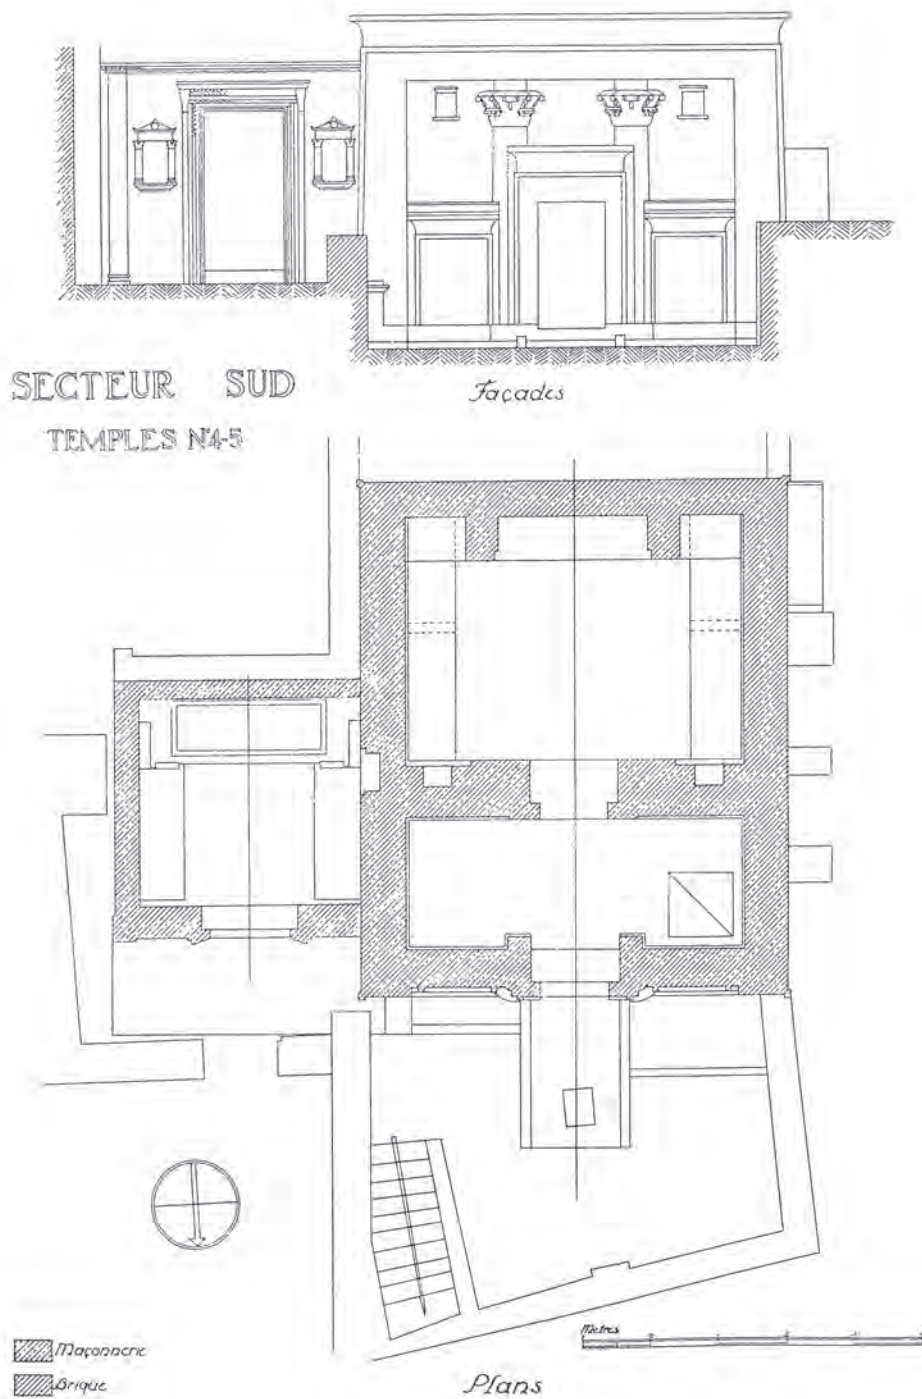 SECTEUR SUD
TEMPLES N°4-5
Façades
Maçonnerie
Brique
Plans
Mètres